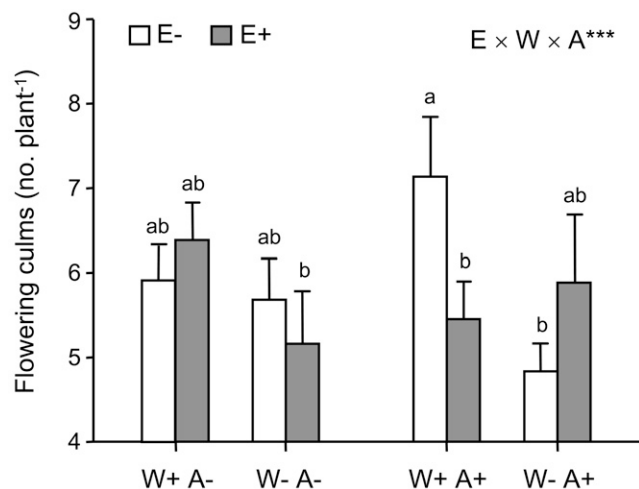 Flowering culms (no. plant⁻¹)
9
8
7
6
5
4
E-
E+
E × W × A***
ab
ab
ab
b
a
b
b
ab
W+ A-
W- A-
W+ A+
W- A+